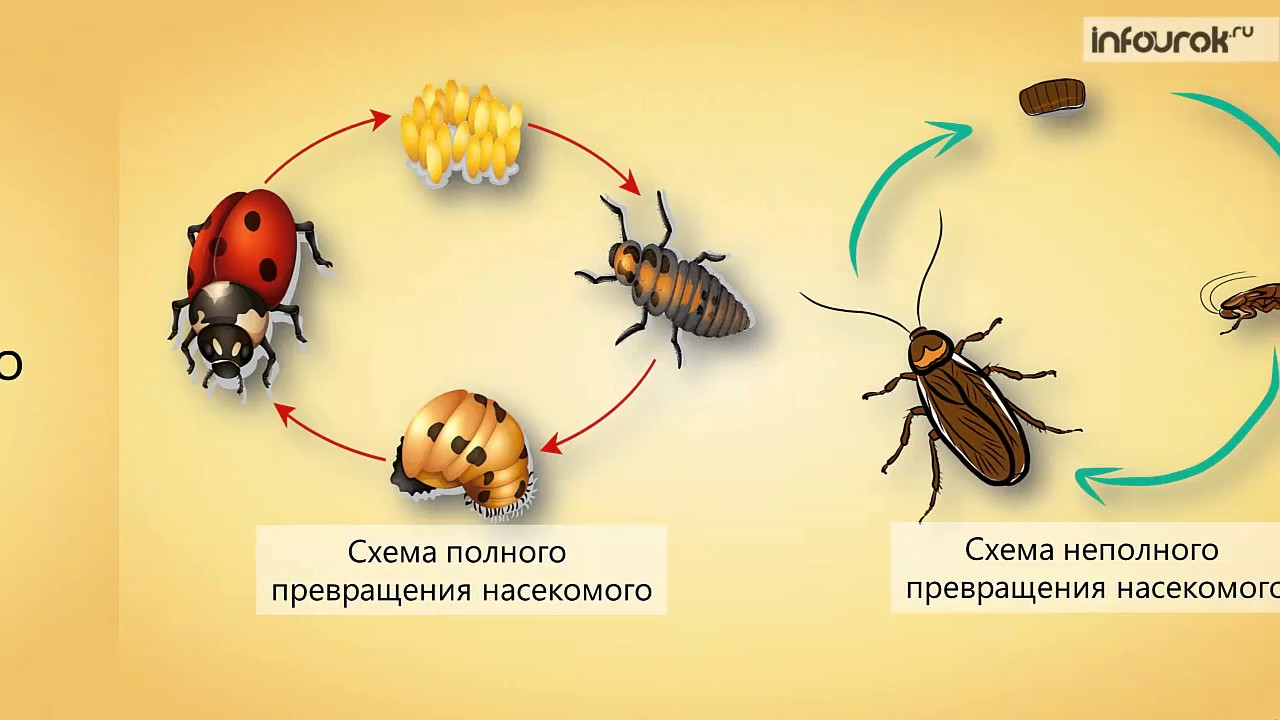 infourok.ru
о
Схема полного
превращения насекомого
Схема неполного
превращения насекомого